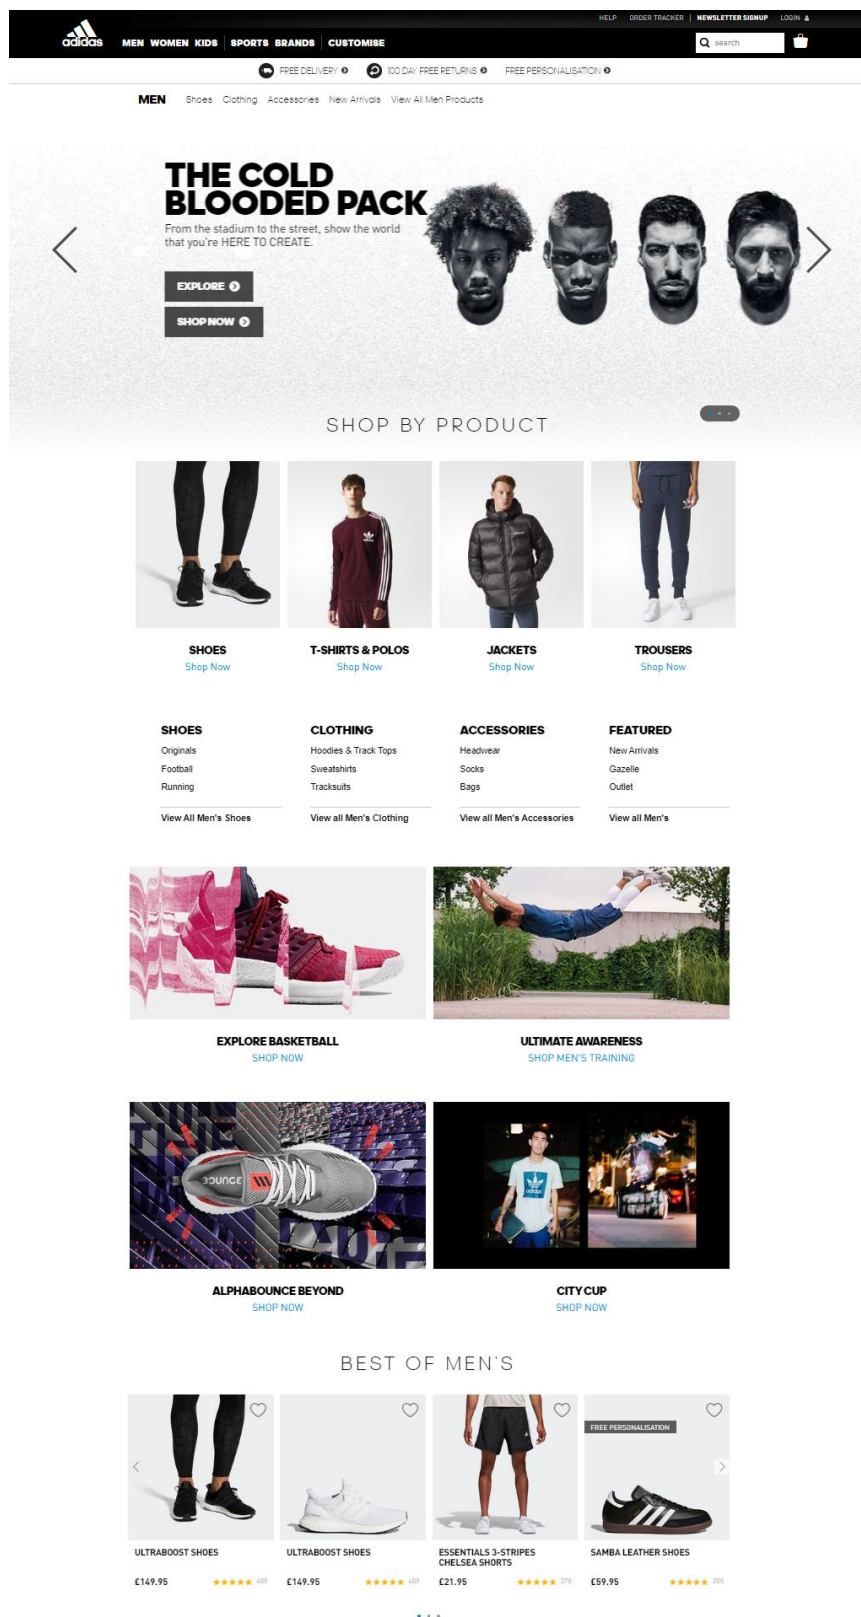 HELP ORDER TRACKER NEWSLETTER SIGNUP LOGIN
adidas MEN WOMEN KIDS SPORTS BRANDS CUSTOMISE search
FREE DELIVERY 100 DAY FREE RETURNS FREE PERSONALISATION
MEN Shoes Clothing Accessories New Arrivals View All Men Products
THE COLD
BLOODED PACK
From the stadium to the street, show the world
that you're HERE TO CREATE.
EXPLORE
SHOP NOW
SHOP BY PRODUCT
SHOES T-SHIRTS & POLOS JACKETS TROUSERS
Shop Now Shop Now Shop Now Shop Now
SHOES CLOTHING ACCESSORIES FEATURED
Originals Hoodies & Track Tops Headwear New Arrivals
Football Sweatshirts Socks Gazelle
Running Tracksuits Bags Outlet
View All Men's Shoes View all Men's Clothing View all Men's Accessories View all Men's
EXPLORE BASKETBALL ULTIMATE AWARENESS
SHOP NOW SHOP MEN'S TRAINING
BOUNCE
adidas
ALPHABOUNCE BEYOND CITY CUP
SHOP NOW SHOP NOW
BEST OF MEN'S
FREE PERSONALISATION
ULTRABOOST SHOES ULTRABOOST SHOES ESSENTIALS 3-STRIPES SAMBA LEATHER SHOES
CHELSEA SHORTS
£149.95 609 £149.95 609 £21.95 275 £59.95 205